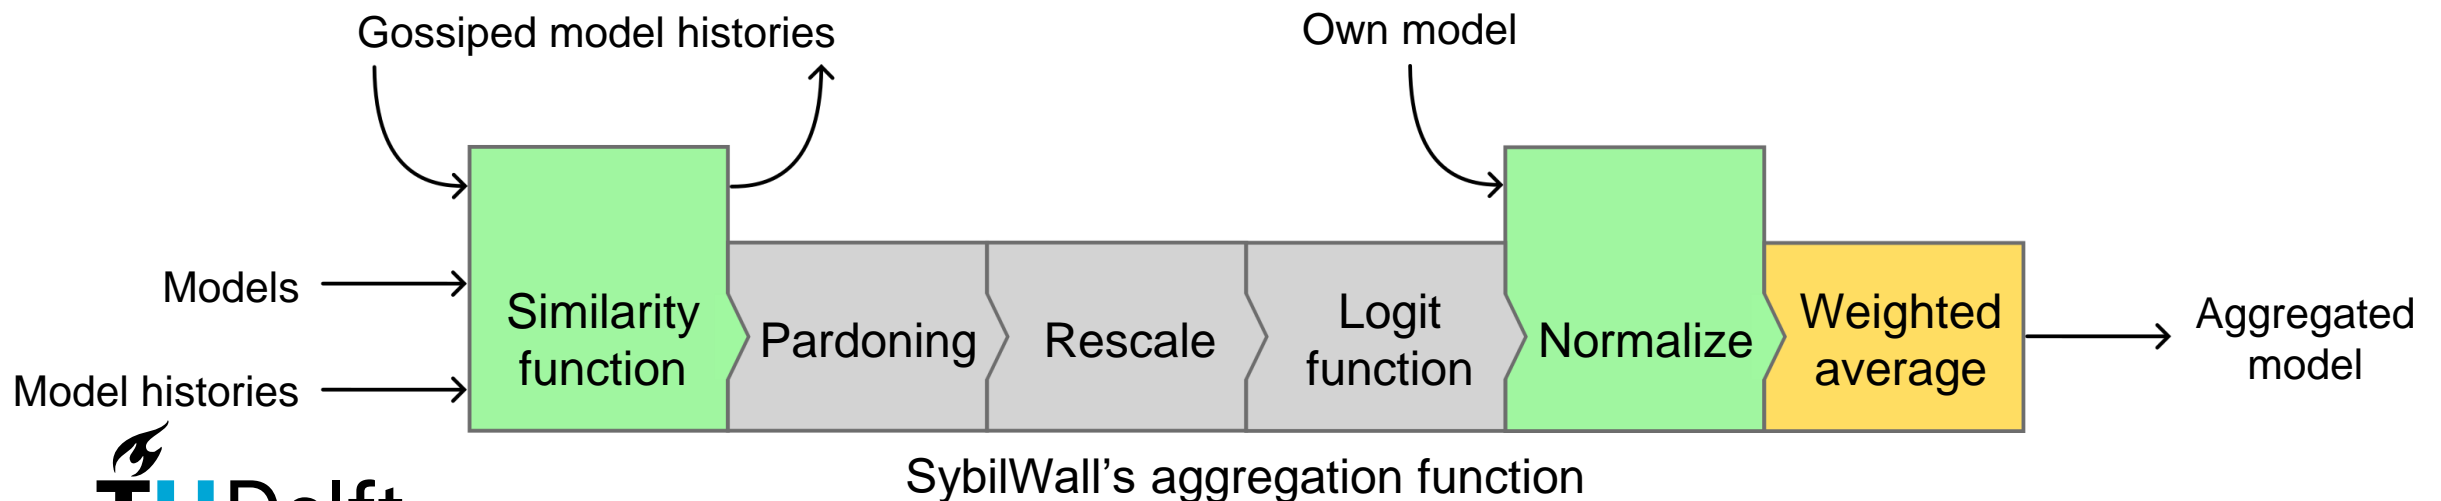 Gossiped model histories
Own model
Models
Model histories
Similarity
function
Pardoning
Rescale
Logit
function
Normalize
Weighted
average
Aggregated
model
SybilWall's aggregation function
TUDelft